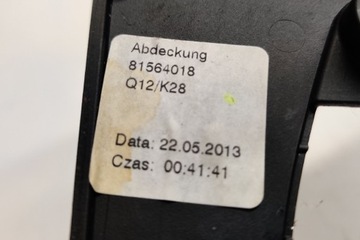 Abdeckung
81564018
Q12/K28
Data: 22.05.2013
Czas: 00:41:41